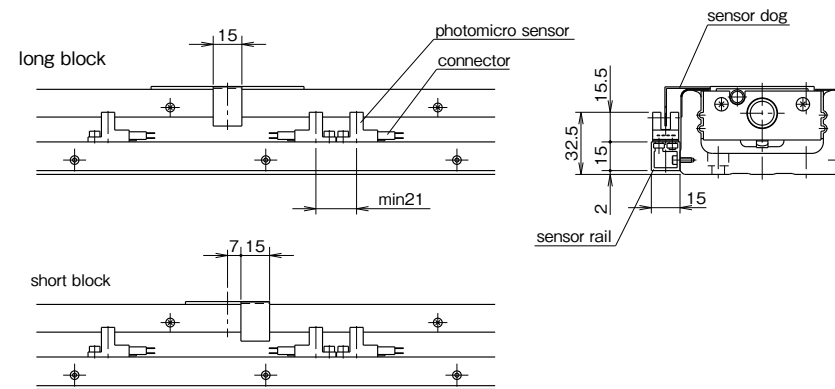 sensor dog
15
photomicro sensor
long block
connector
15.5
32.5
15
min21
2
15
sensor rail
7
15
short block